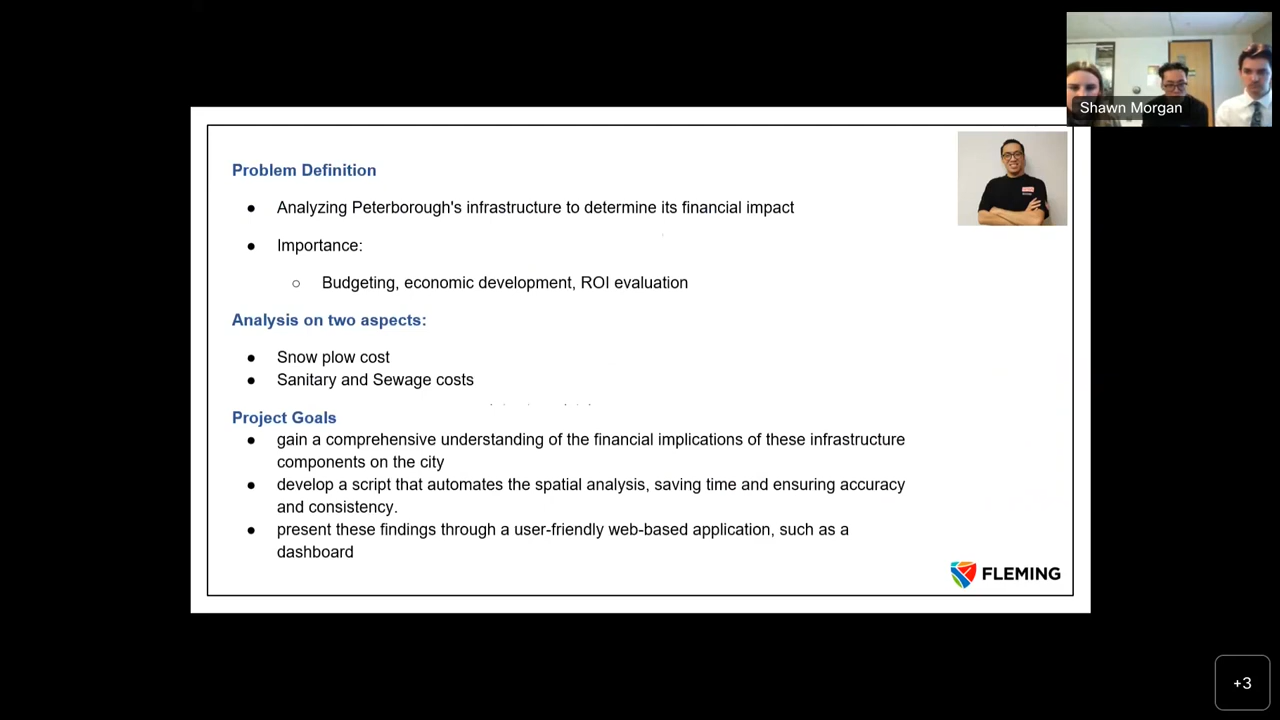 Shawn Morgan
Problem Definition
● Analyzing Peterborough's infrastructure to determine its financial impact
● Importance:
○ Budgeting, economic development, ROI evaluation
Analysis on two aspects:
● Snow plow cost
● Sanitary and Sewage costs
Project Goals
● gain a comprehensive understanding of the financial implications of these infrastructure
components on the city
● develop a script that automates the spatial analysis, saving time and ensuring accuracy
and consistency.
● present these findings through a user-friendly web-based application, such as a
dashboard
FLEMING
+3